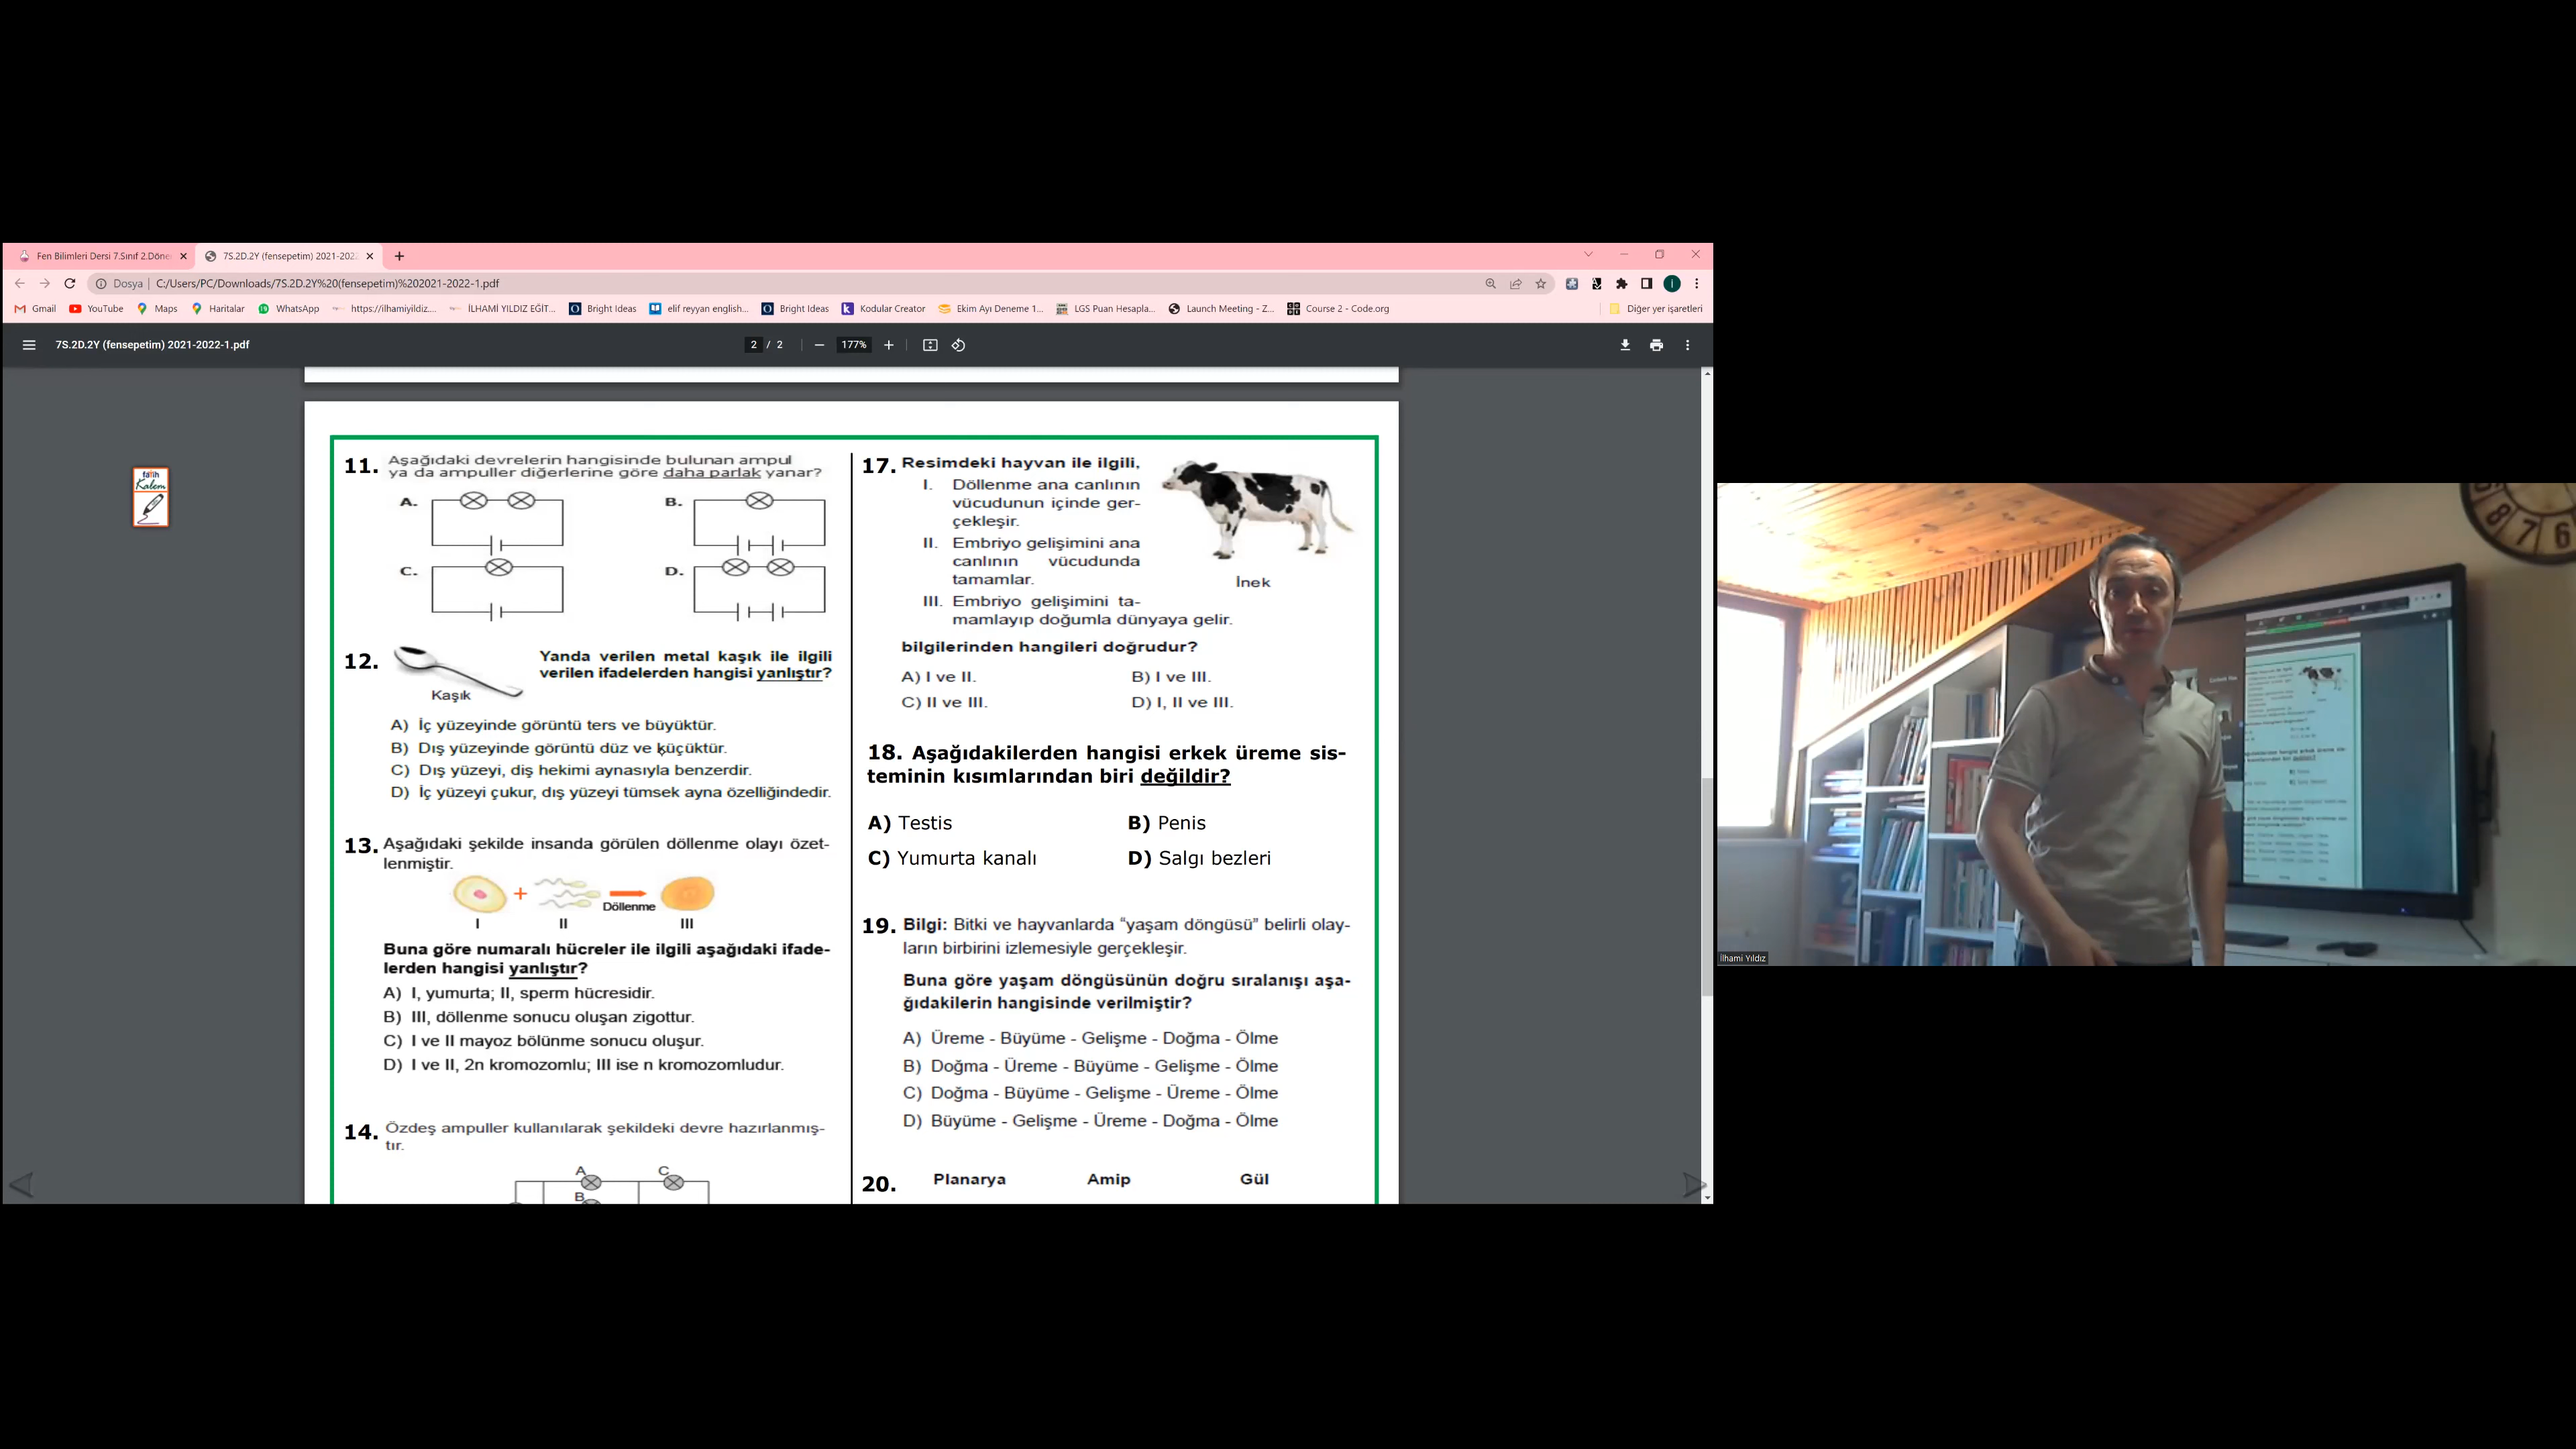 Fen Bilimleri Dersi 7.Sınıf 2.Döne
7S.2D.2Y (fensepetim) 2021-202
Dosya | C:/Users/PC/Downloads/7S.2D.2Y%20(fensepetim)%202021-2022-1.pdf
Gmail YouTube Maps Haritalar WhatsApp https://ilhamiyildiz.... İLHAMİ YILDIZ EĞİT... Bright Ideas elif reyyan english... Bright Ideas Kodular Creator Ekim Ayı Deneme 1... LGS Puan Hesapla... Launch Meeting - Z... Course 2 - Code.org Diğer yer işaretleri
7S.2D.2Y (fensepetim) 2021-2022-1.pdf
2 / 2 177%
fatih
Kalem
11. Aşağıdaki devrelerin hangisinde bulunan ampul
ya da ampuller diğerlerine göre daha parlak yanar?
A. B.
C. D.
12. Yanda verilen metal kaşık ile ilgili
verilen ifadelerden hangisi yanlıştır?
Kaşık
A) İç yüzeyinde görüntü ters ve büyüktür.
B) Dış yüzeyinde görüntü düz ve küçüktür.
C) Dış yüzeyi, diş hekimi aynasıyla benzerdir.
D) İç yüzeyi çukur, dış yüzeyi tümsek ayna özelliğindedir.
13. Aşağıdaki şekilde insanda görülen döllenme olayı özet-
lenmiştir.
+
Döllenme
I II III
Buna göre numaralı hücreler ile ilgili aşağıdaki ifade-
lerden hangisi yanlıştır?
A) I, yumurta; II, sperm hücresidir.
B) III, döllenme sonucu oluşan zigottur.
C) I ve II mayoz bölünme sonucu oluşur.
D) I ve II, 2n kromozomlu; III ise n kromozomludur.
14. Özdeş ampuller kullanılarak şekildeki devre hazırlanmış-
tır.
A C
B
17. Resimdeki hayvan ile ilgili,
I. Döllenme ana canlının
vücudunun içinde ger-
çekleşir.
II. Embriyo gelişimini ana
canlının vücudunda
tamamlar.
İnek
III. Embriyo gelişimini ta-
mamlayıp doğumla dünyaya gelir.
bilgilerinden hangileri doğrudur?
A) I ve II. B) I ve III.
C) II ve III. D) I, II ve III.
18. Aşağıdakilerden hangisi erkek üreme sis-
teminin kısımlarından biri değildir?
A) Testis B) Penis
C) Yumurta kanalı D) Salgı bezleri
19. Bilgi: Bitki ve hayvanlarda “yaşam döngüsü” belirli olay-
ların birbirini izlemesiyle gerçekleşir.
Buna göre yaşam döngüsünün doğru sıralanışı aşa-
ğıdakilerin hangisinde verilmiştir?
A) Üreme - Büyüme - Gelişme - Doğma - Ölme
B) Doğma - Üreme - Büyüme - Gelişme - Ölme
C) Doğma - Büyüme - Gelişme - Üreme - Ölme
D) Büyüme - Gelişme - Üreme - Doğma - Ölme
20. Planarya Amip Gül
8 7 6
İlhami Yıldız